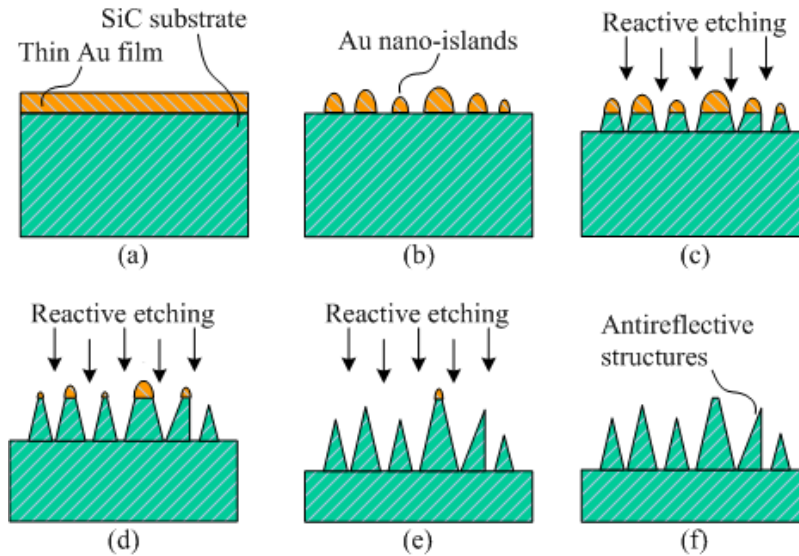 SiC substrate
Thin Au film
Au nano-islands
Reactive etching
(a)
(b)
(c)
Reactive etching
Reactive etching
Antireflective
structures
(d)
(e)
(f)